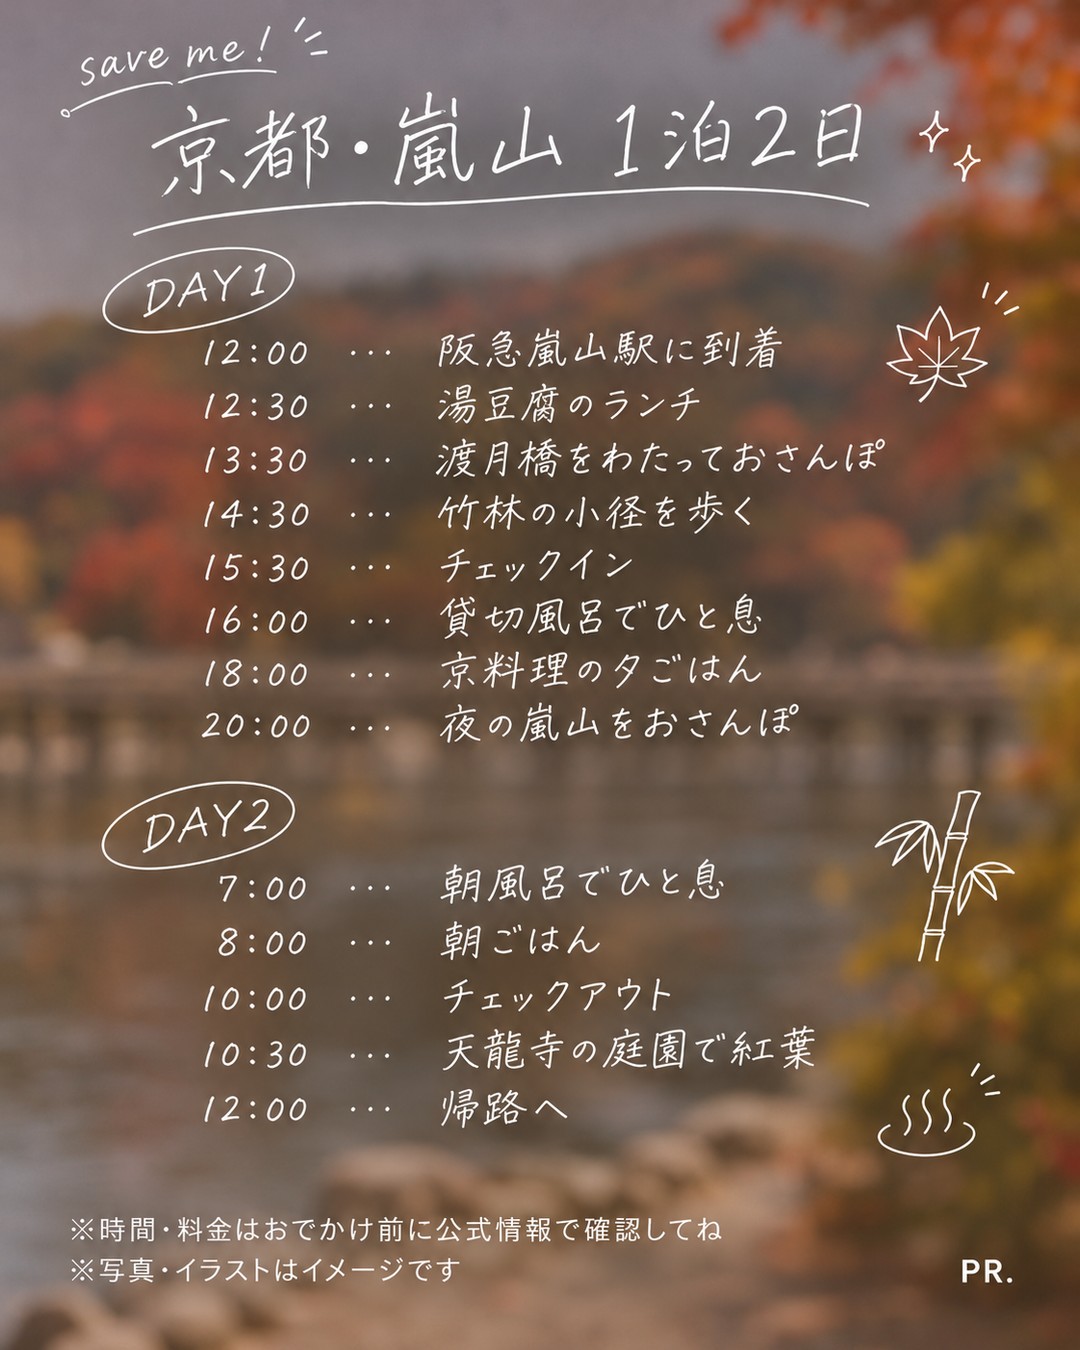 save me!
京都・嵐山 1泊2日
DAY1
12:00 ... 阪急嵐山駅に到着
12:30 ... 湯豆腐のランチ
13:30 ... 渡月橋をわたっておさんぽ
14:30 ... 竹林の小径を歩く
15:30 ... チェックイン
16:00 ... 貸切風呂でひと息
18:00 ... 京料理の夕ごはん
20:00 ... 夜の嵐山をおさんぽ
DAY2
7:00 ... 朝風呂でひと息
8:00 ... 朝ごはん
10:00 ... チェックアウト
10:30 ... 天龍寺の庭園で紅葉
12:00 ... 帰路へ
※時間・料金はおでかけ前に公式情報で確認してね
※写真・イラストはイメージです
PR.